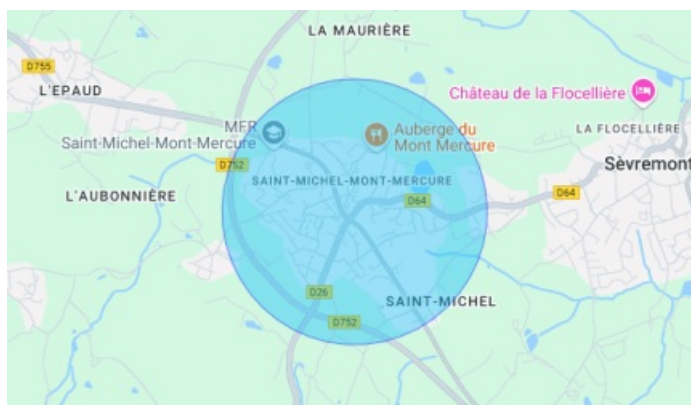 LA MAURIÈRE
D755
L'EPAUD
Château de la Flocellière
MFR
Saint-Michel-Mont-Mercure
Auberge du
Mont Mercure
LA FLOCELLIÈRE
D752
Sèvremont
SAINT-MICHEL-MONT-MERCURE
L'AUBONNIÈRE
D64
D64
D26
SAINT-MICHEL
D752